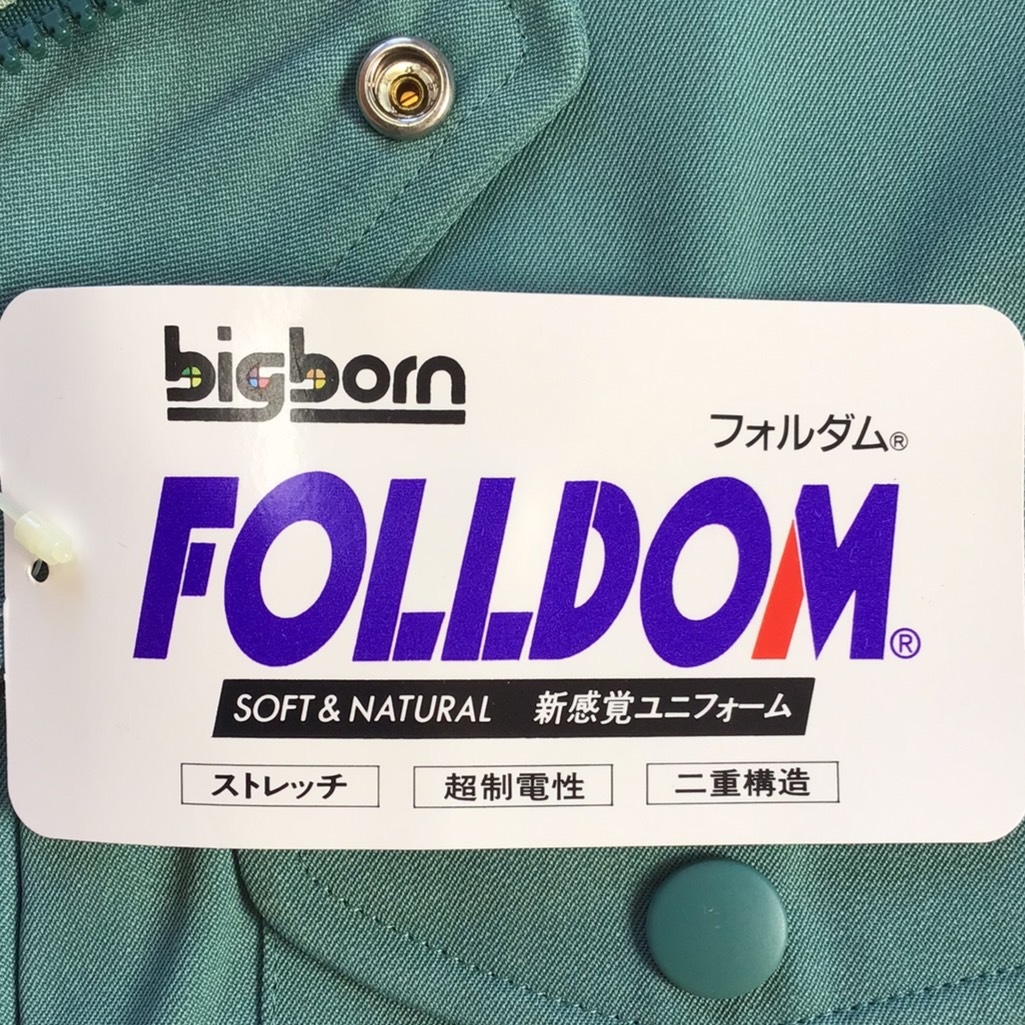 bigborn
フォルダム®
FOLLDOM®
SOFT & NATURAL 新感覚ユニフォーム
ストレッチ 超制電性 二重構造